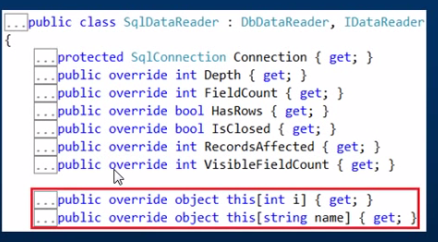 ...public class SqlDataReader : DbDataReader, IDataReader
{
...protected SqlConnection Connection { get; }
...public override int Depth { get; }
...public override int FieldCount { get; }
...public override bool HasRows { get; }
...public override bool IsClosed { get; }
...public override int RecordsAffected { get; }
...public override int VisibleFieldCount { get; }
...public override object this[int i] { get; }
...public override object this[string name] { get; }